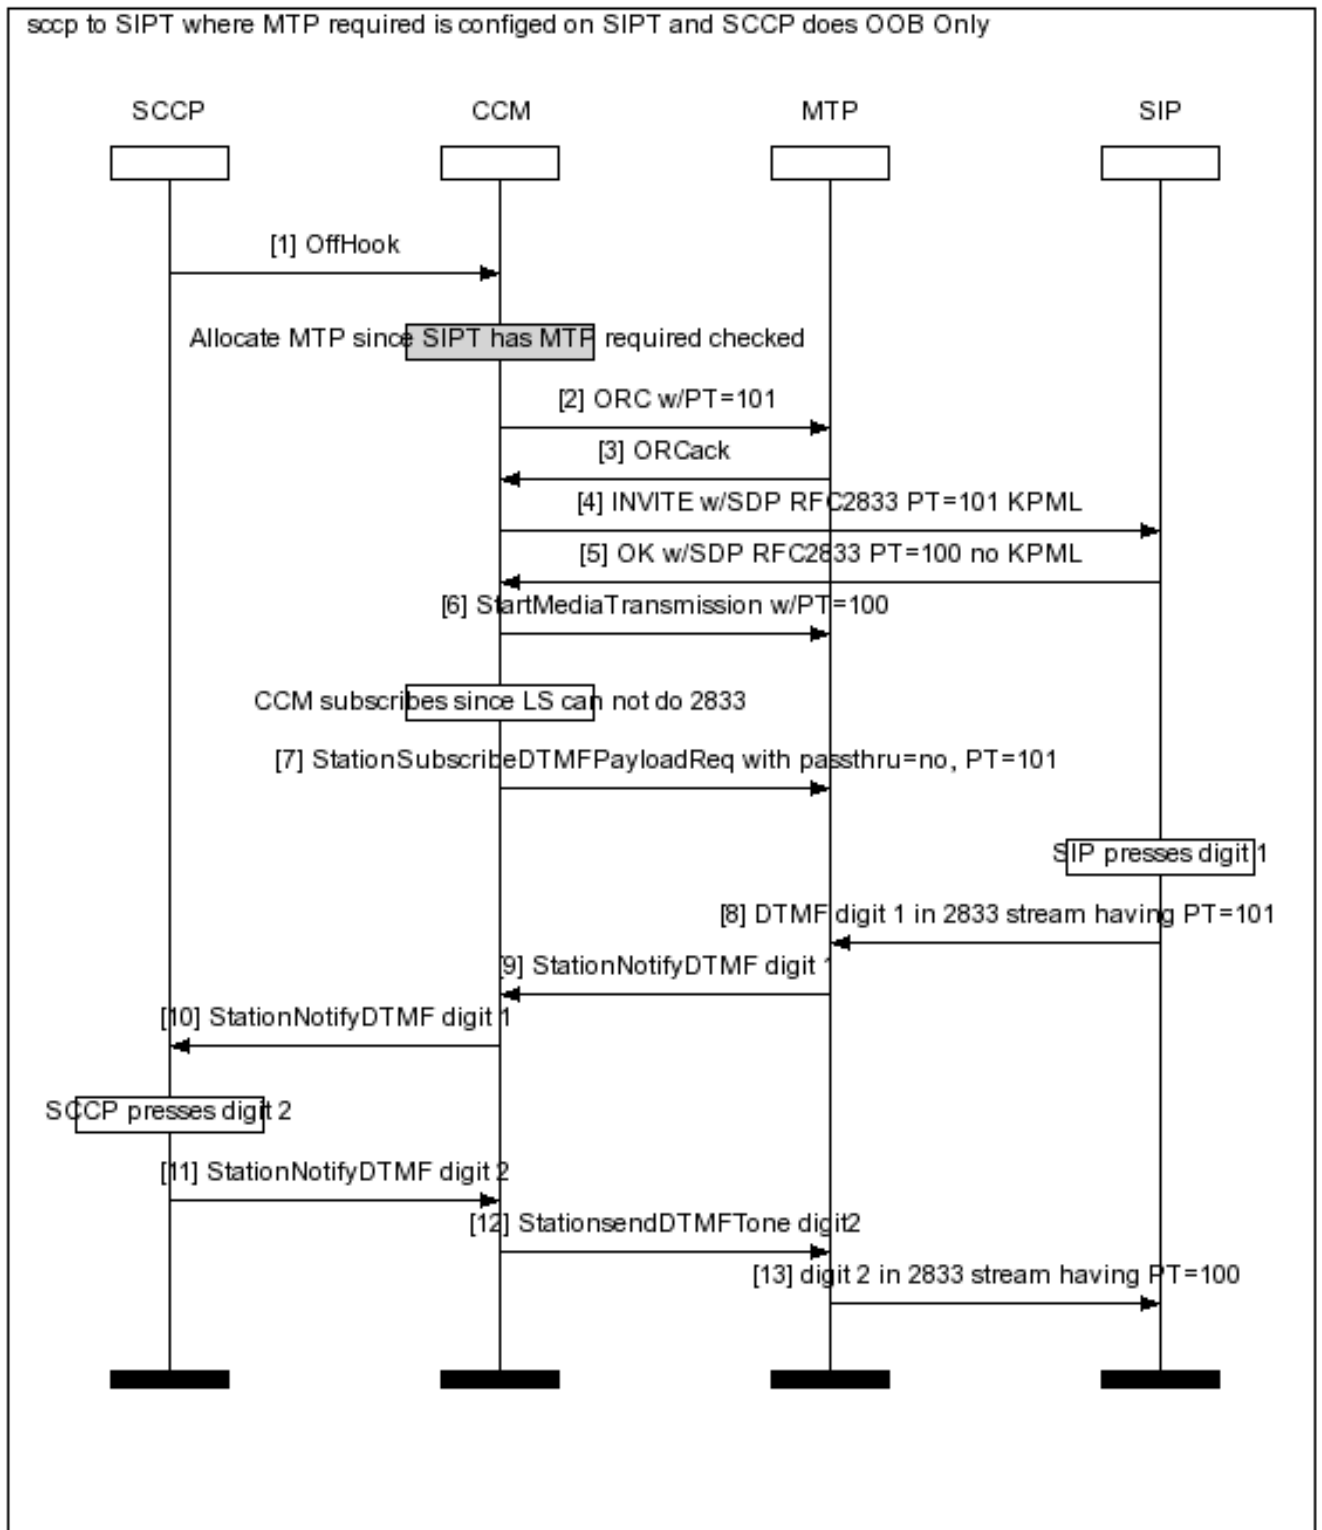 sccp to SIPT where MTP required is configed on SIPT and SCCP does OOB Only
SCCP CCM MTP SIP
[1] OffHook
Allocate MTP since SIPT has MTP required checked
[2] ORC w/PT=101
[3] ORCack
[4] INVITE w/SDP RFC2833 PT=101 KPML
[5] OK w/SDP RFC2833 PT=100 no KPML
[6] StartMediaTransmission w/PT=100
CCM subscribes since LS can not do 2833
[7] StationSubscribeDTMFPayloadReq with passthru=no, PT=101
SIP presses digit 1
[8] DTMF digit 1 in 2833 stream having PT=101
[9] StationNotifyDTMF digit 1
[10] StationNotifyDTMF digit 1
SCCP presses digit 2
[11] StationNotifyDTMF digit 2
[12] StationsendDTMFTone digit2
[13] digit 2 in 2833 stream having PT=100